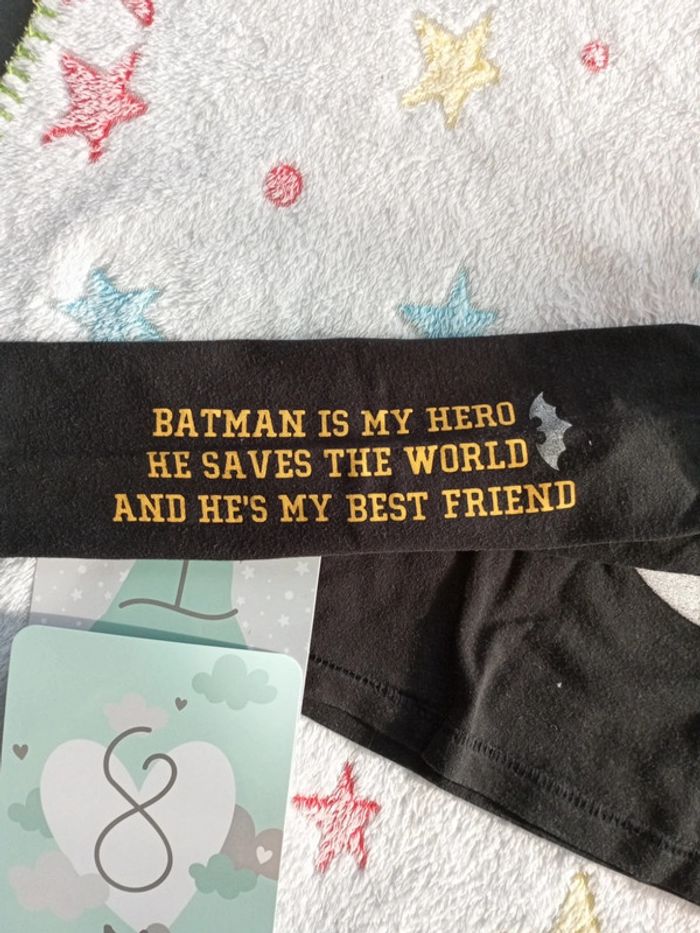 BATMAN IS MY HERO
HE SAVES THE WORLD
AND HE'S MY BEST FRIEND
1
8